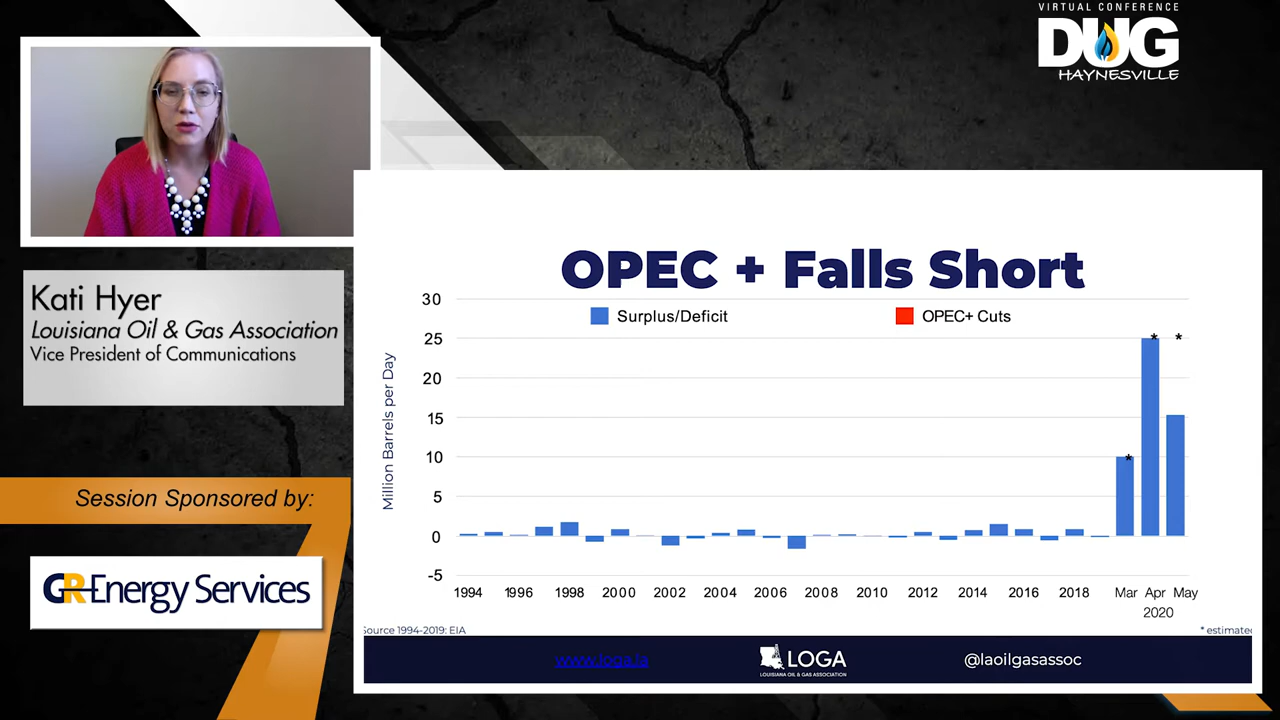 VIRTUAL CONFERENCE
DUG
HAYNESVILLE
Kati Hyer
Louisiana Oil & Gas Association
Vice President of Communications
Session Sponsored by:
GR Energy Services
OPEC + Falls Short
Surplus/Deficit
OPEC+ Cuts
Million Barrels per Day
30
25
20
15
10
5
0
-5
* *
*
1994 1996 1998 2000 2002 2004 2006 2008 2010 2012 2014 2016 2018 Mar Apr May
2020
Source 1994-2019: EIA
* estimated
www.loga.la
LOGA
LOUISIANA OIL & GAS ASSOCIATION
@laoilgasassoc